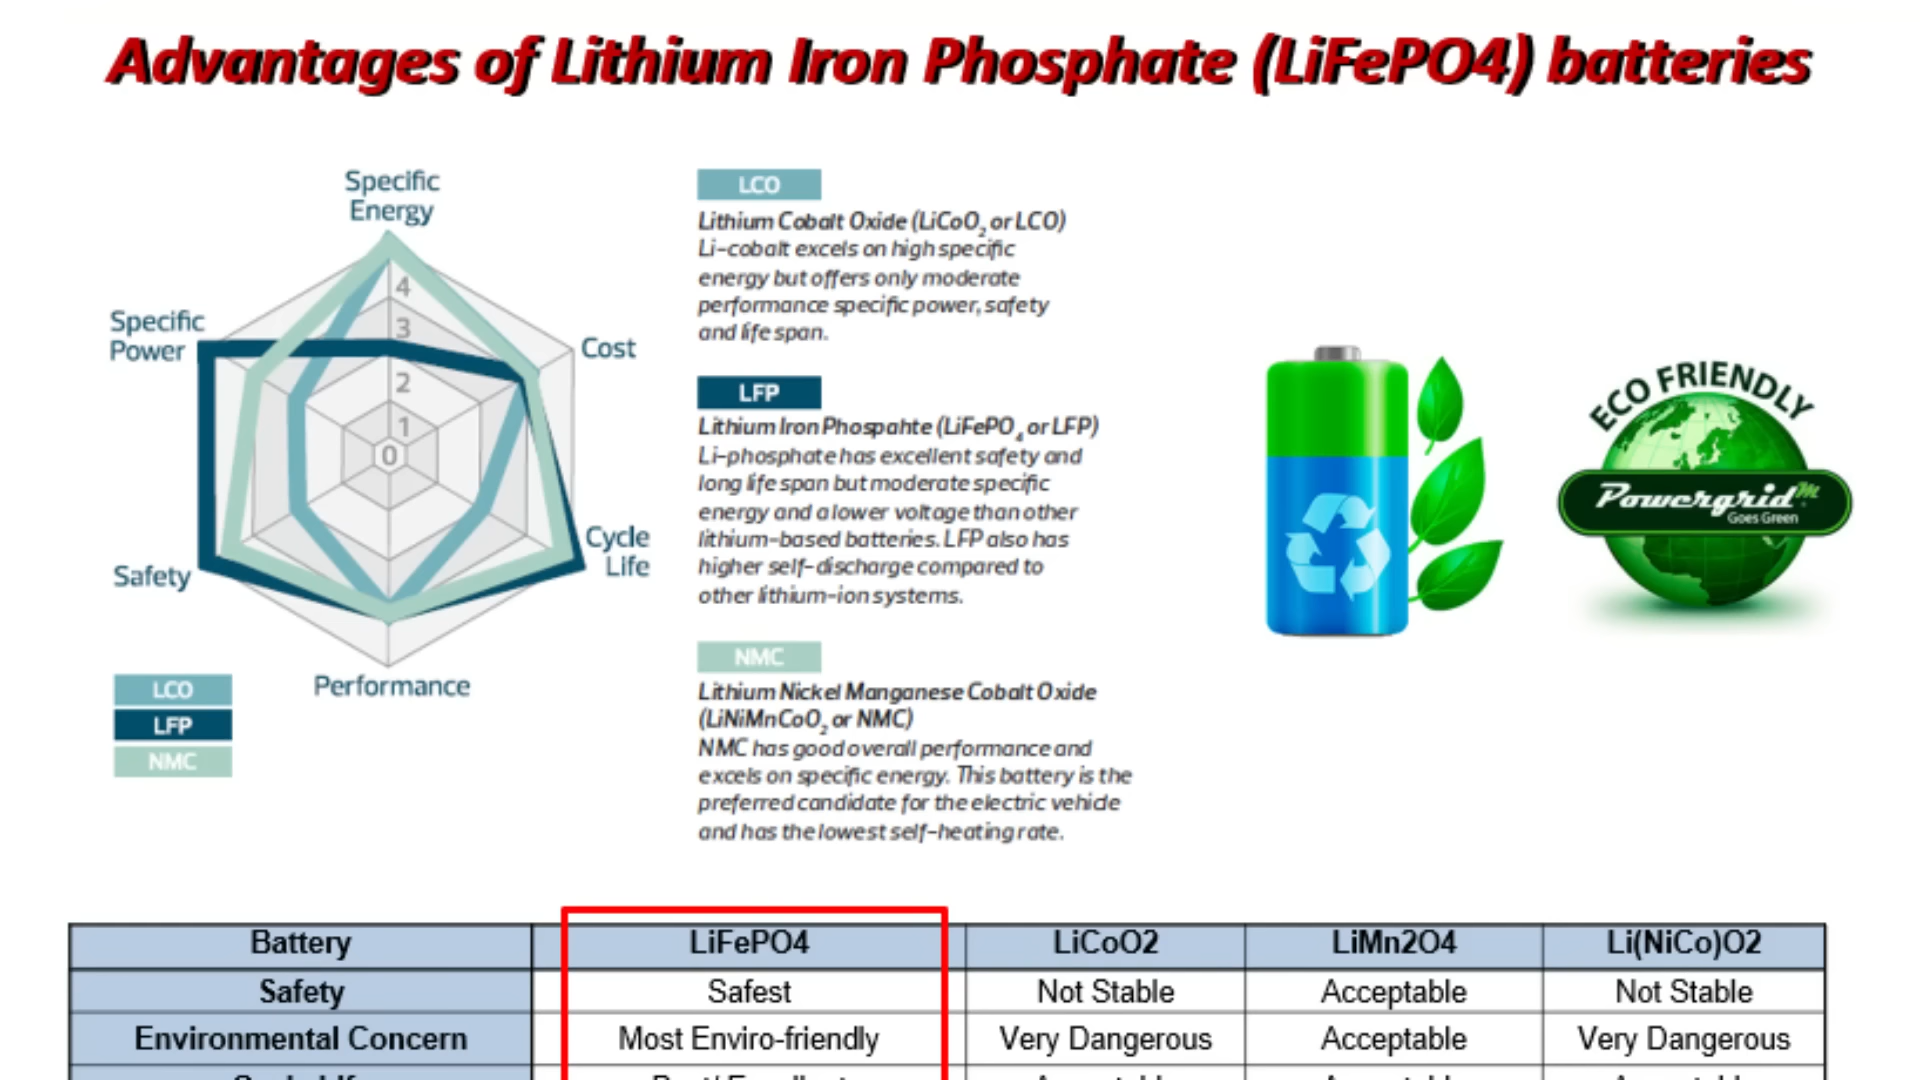 Advantages of Lithium Iron Phosphate (LiFePO4) batteries
Specific
Energy
Specific
Power
Cost
4
3
2
1
0
Cycle
Life
Safety
Performance
LCO
LFP
NMC
LCO
Lithium Cobalt Oxide (LiCoO2 or LCO)
Li-cobalt excels on high specific
energy but offers only moderate
performance specific power, safety
and life span.
LFP
Lithium Iron Phospahte (LiFePO4 or LFP)
Li-phosphate has excellent safety and
long life span but moderate specific
energy and a lower voltage than other
lithium-based batteries. LFP also has
higher self-discharge compared to
other lithium-ion systems.
NMC
Lithium Nickel Manganese Cobalt Oxide
(LiNiMnCoO2 or NMC)
NMC has good overall performance and
excels on specific energy. This battery is the
preferred candidate for the electric vehicle
and has the lowest self-heating rate.
ECO FRIENDLY
Powergrid M
Goes Green
Battery LiFePO4 LiCoO2 LiMn2O4 Li(NiCo)O2
Safety Safest Not Stable Acceptable Not Stable
Environmental Concern Most Enviro-friendly Very Dangerous Acceptable Very Dangerous